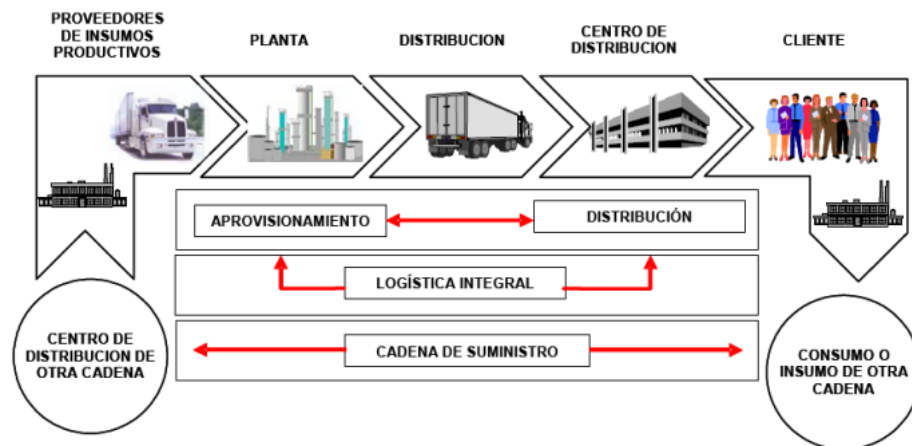 PROVEEDORES
DE INSUMOS
PRODUCTIVOS
PLANTA
DISTRIBUCION
CENTRO DE
DISTRIBUCION
CLIENTE
APROVISIONAMIENTO
DISTRIBUCIÓN
LOGÍSTICA INTEGRAL
CADENA DE SUMINISTRO
CENTRO DE
DISTRIBUCION DE
OTRA CADENA
CONSUMO O
INSUMO DE OTRA
CADENA